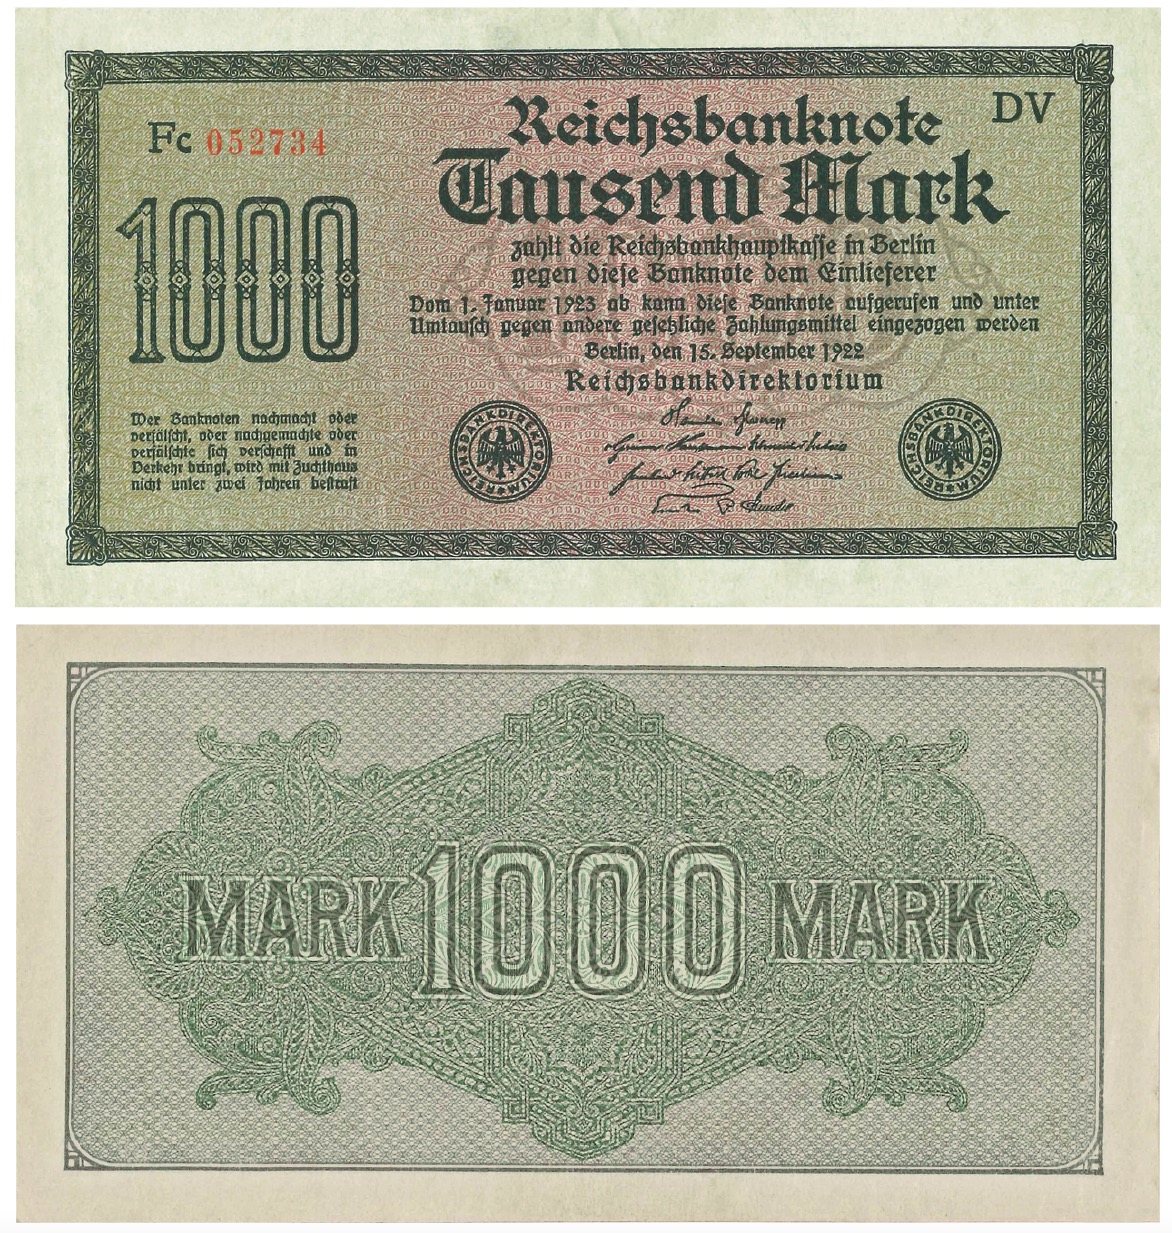 Fc 052734
DV
Reichsbanknote
Tausend Mark
1000
zahlt die Reichsbankhauptkasse in Berlin
gegen diese Banknote dem Einlieferer
Vom 1. Januar 1923 ab kann diese Banknote aufgerufen und unter
Umtausch gegen andere gesetzliche Zahlungsmittel eingezogen werden
Berlin, den 15. September 1922
Reichsbankdirektorium
Wer Banknoten nachmacht oder
verfälscht, oder nachgemachte oder
verfälschte sich verschafft und in
Verkehr bringt, wird mit Zuchthaus
nicht unter zwei Jahren bestraft
REICHSBANKDIREKTORIUM
REICHSBANKDIREKTORIUM
MARK 1000 MARK